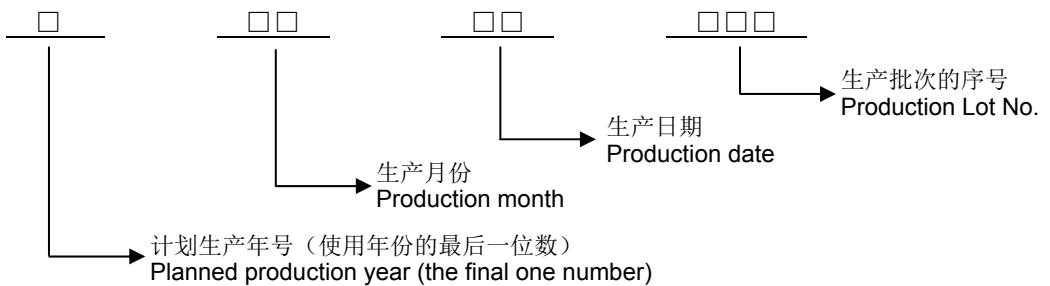 □ □□ □□ □□□
生产批次的序号
Production Lot No.
生产日期
Production date
生产月份
Production month
计划生产年号（使用年份的最后一位数）
Planned production year (the final one number)